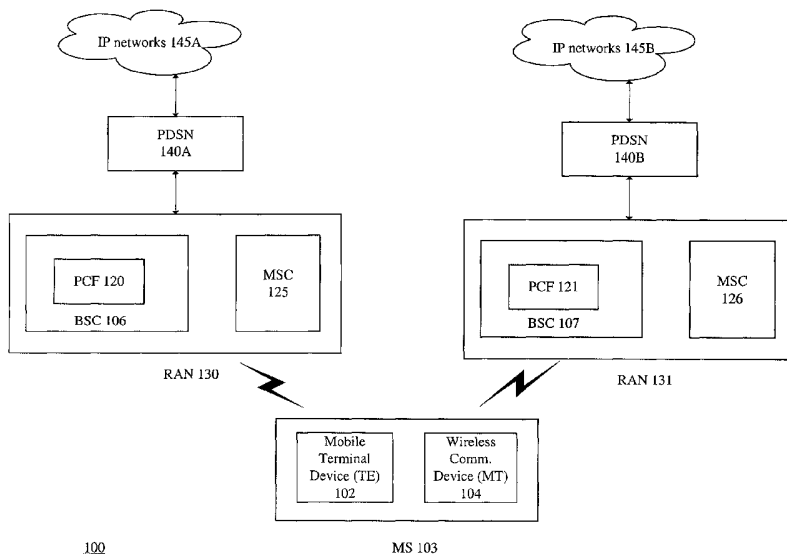 IP networks 145A
IP networks 145B
PDSN
140A
PDSN
140B
PCF 120
BSC 106
MSC
125
RAN 130
PCF 121
BSC 107
MSC
126
RAN 131
Mobile
Terminal
Device (TE)
102
Wireless
Comm.
Device (MT)
104
100
MS 103